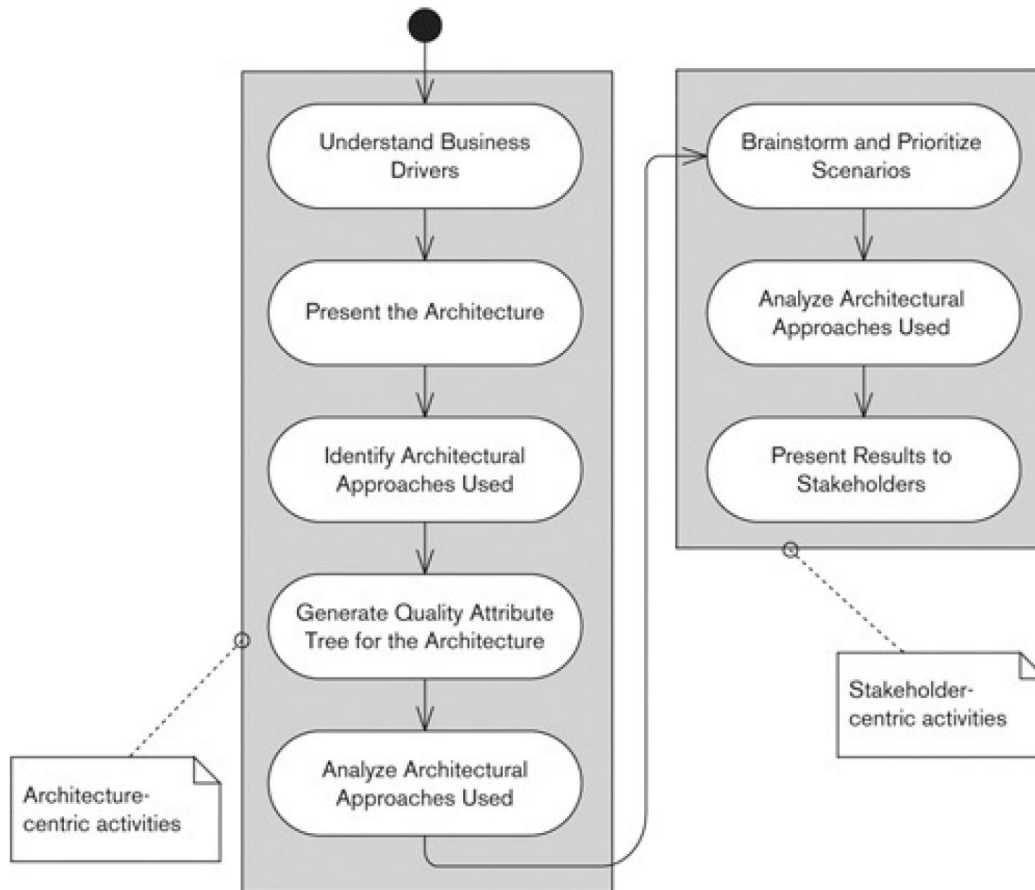 Understand Business
Drivers
Present the Architecture
Identify Architectural
Approaches Used
Generate Quality Attribute
Tree for the Architecture
Analyze Architectural
Approaches Used
Architecture-
centric activities
Brainstorm and Prioritize
Scenarios
Analyze Architectural
Approaches Used
Present Results to
Stakeholders
Stakeholder-
centric activities